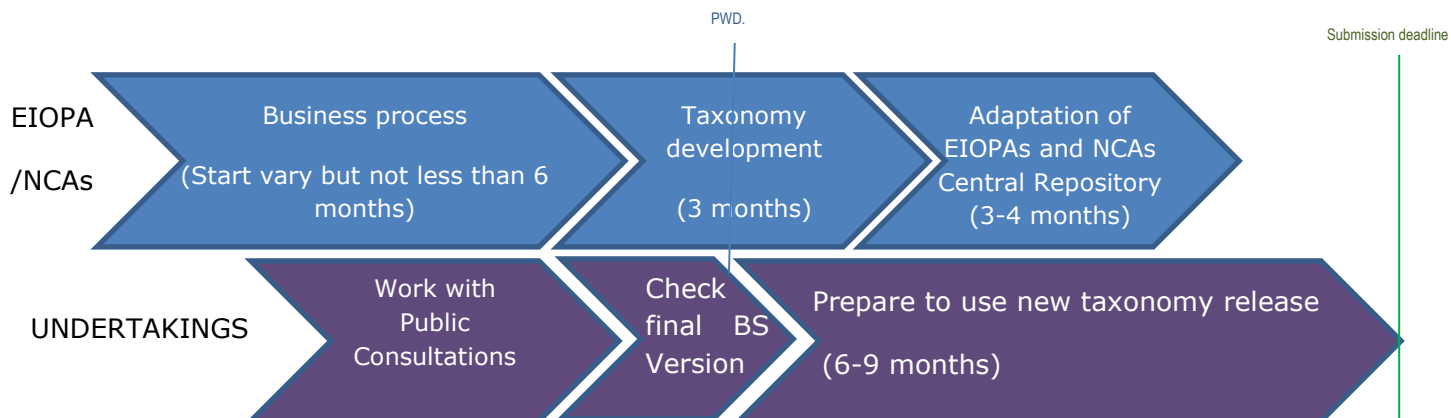 PWD.
Submission deadline
EIOPA
/NCAs
Business process
(Start vary but not less than 6
months)
Taxonomy
development
(3 months)
Adaptation of
EIOPAs and NCAs
Central Repository
(3-4 months)
UNDERTAKINGS
Work with
Public
Consultations
Check
final BS
Version
Prepare to use new taxonomy release
(6-9 months)